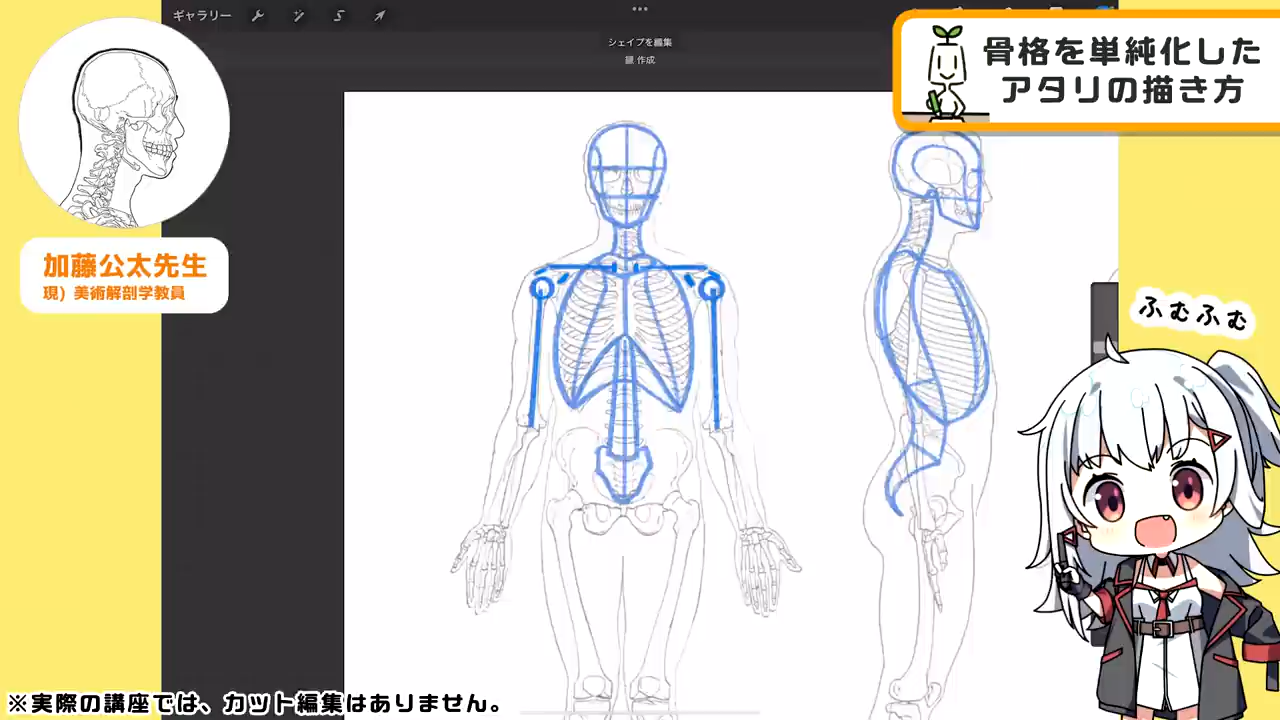 ギャラリー
シェイプを編集
線 作成
骨格を単純化した
アタリの描き方
加藤公太先生
現) 美術解剖学教員
ふむふむ
※実際の講座では、カット編集はありません。